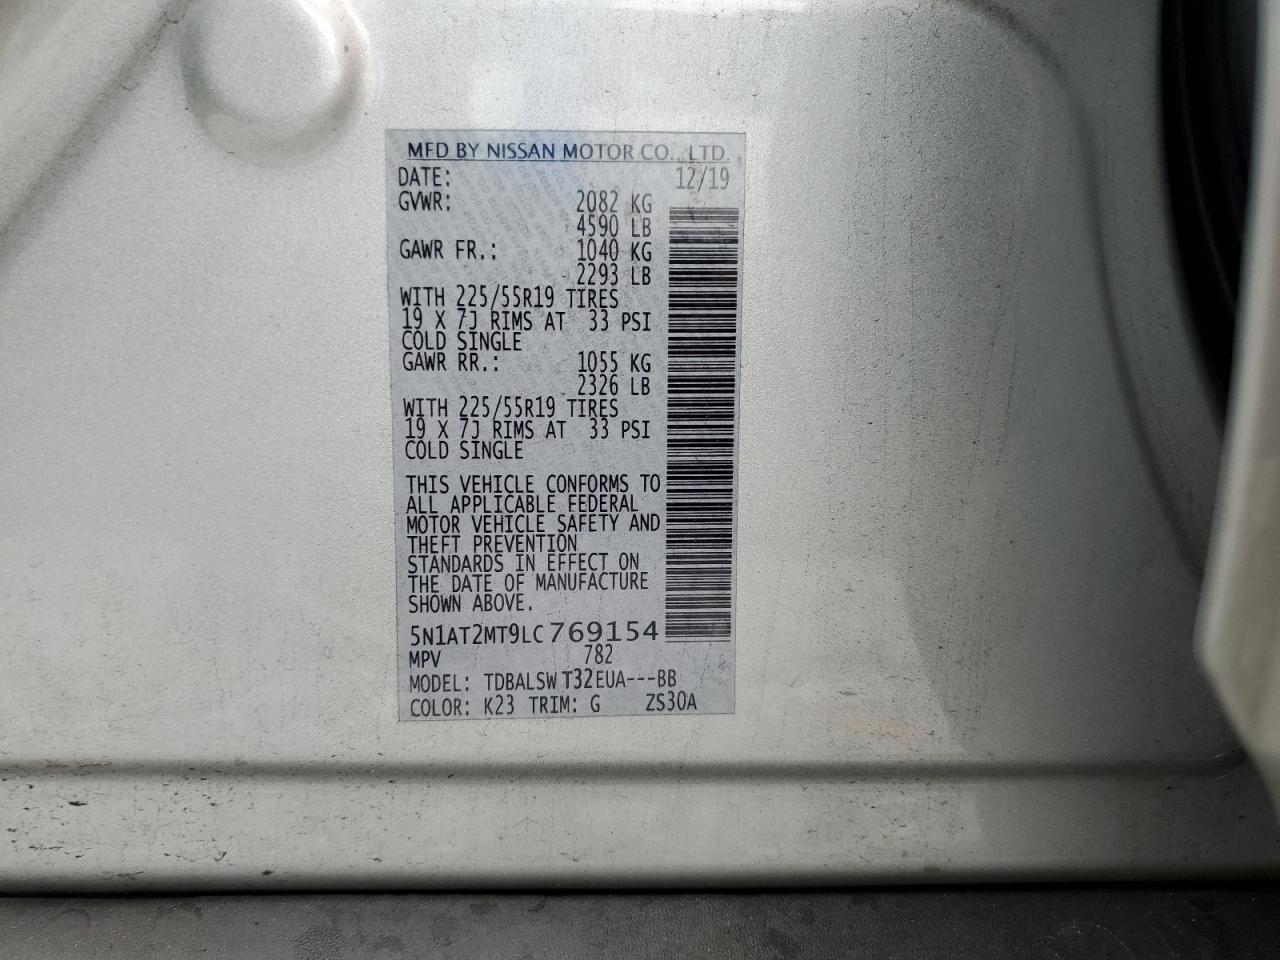 MFD BY NISSAN MOTOR CO., LTD.
DATE: 12/19
GVWR: 2082 KG
4590 LB
GAWR FR.: 1040 KG
2293 LB
WITH 225/55R19 TIRES
19 X 7J RIMS AT 33 PSI
COLD SINGLE
GAWR RR.: 1055 KG
2326 LB
WITH 225/55R19 TIRES
19 X 7J RIMS AT 33 PSI
COLD SINGLE
THIS VEHICLE CONFORMS TO
ALL APPLICABLE FEDERAL
MOTOR VEHICLE SAFETY AND
THEFT PREVENTION
STANDARDS IN EFFECT ON
THE DATE OF MANUFACTURE
SHOWN ABOVE.
5N1AT2MT9LC769154
MPV 782
MODEL: TDBALSW T32EUA---BB
COLOR: K23 TRIM: G ZS30A